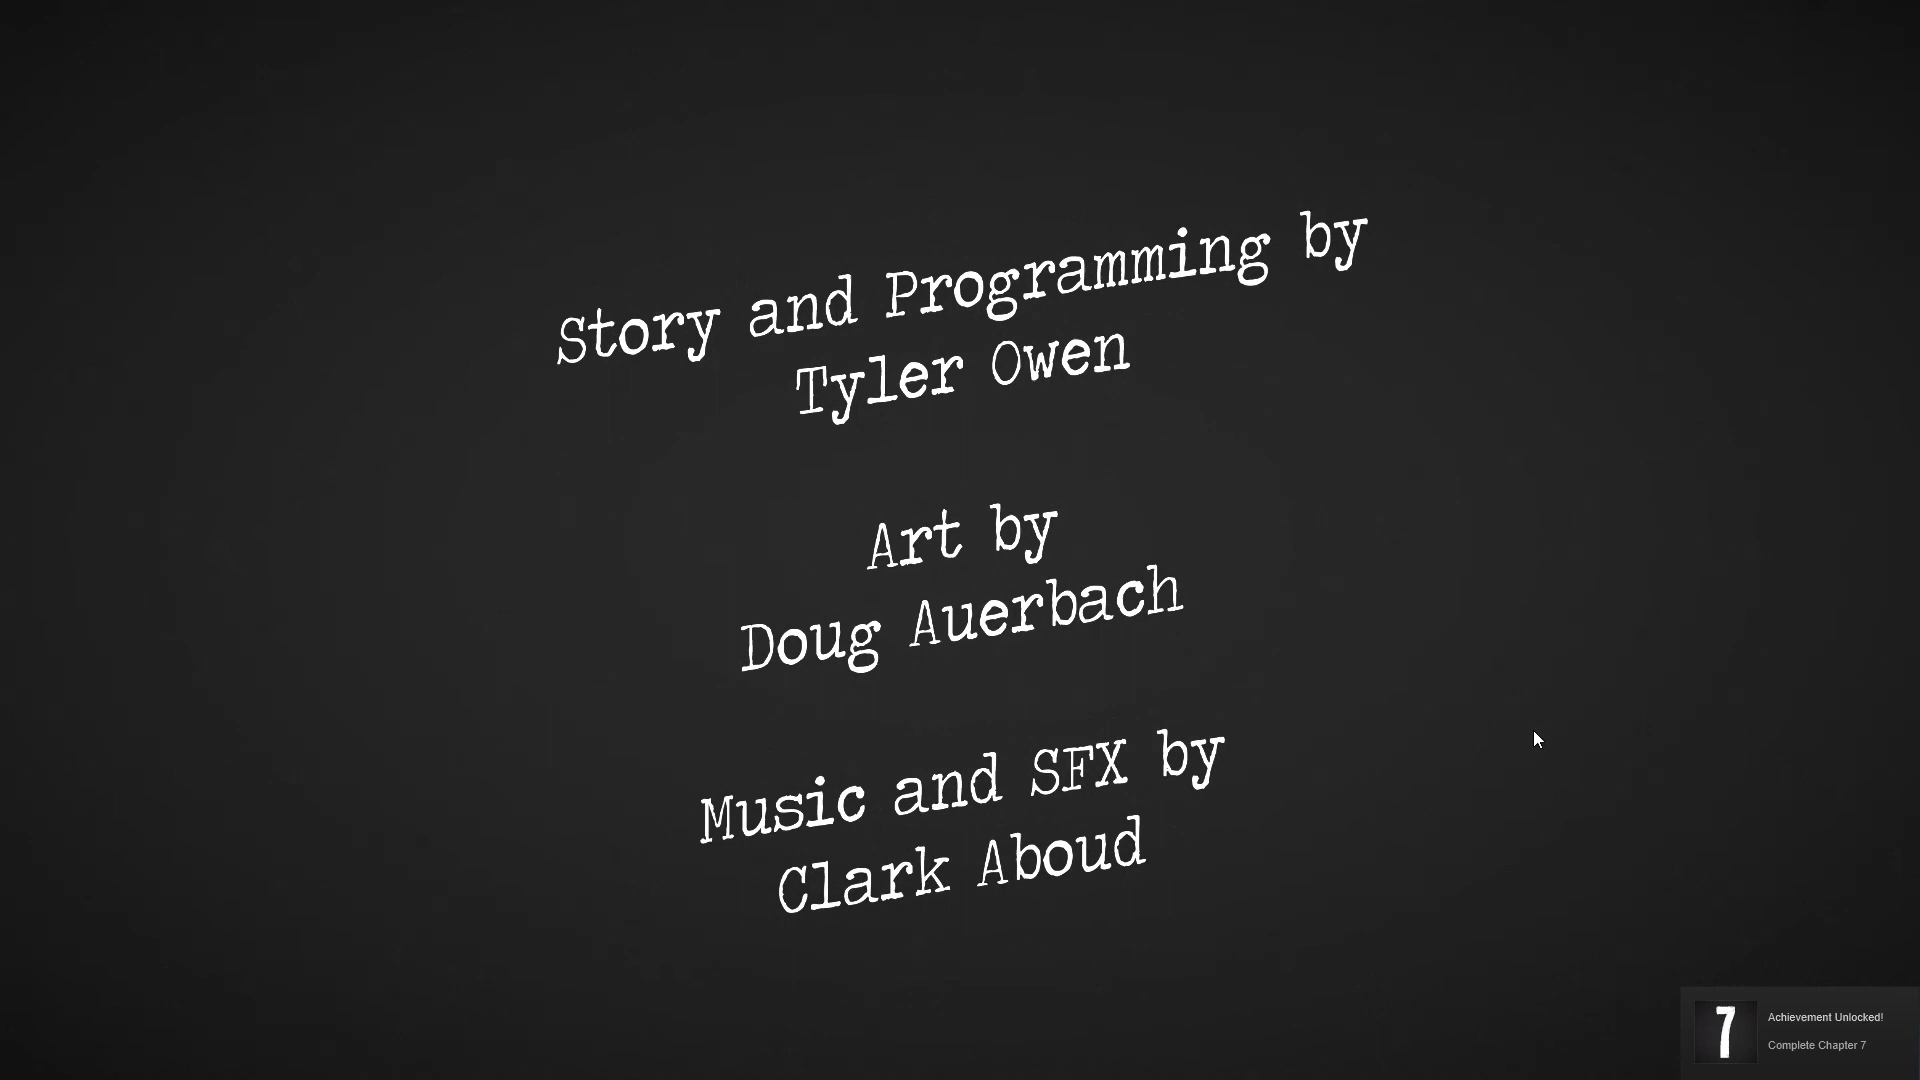 Story and Programming by
Tyler Owen
Art by
Doug Auerbach
Music and SFX by
Clark Aboud
7
Achievement Unlocked!
Complete Chapter 7